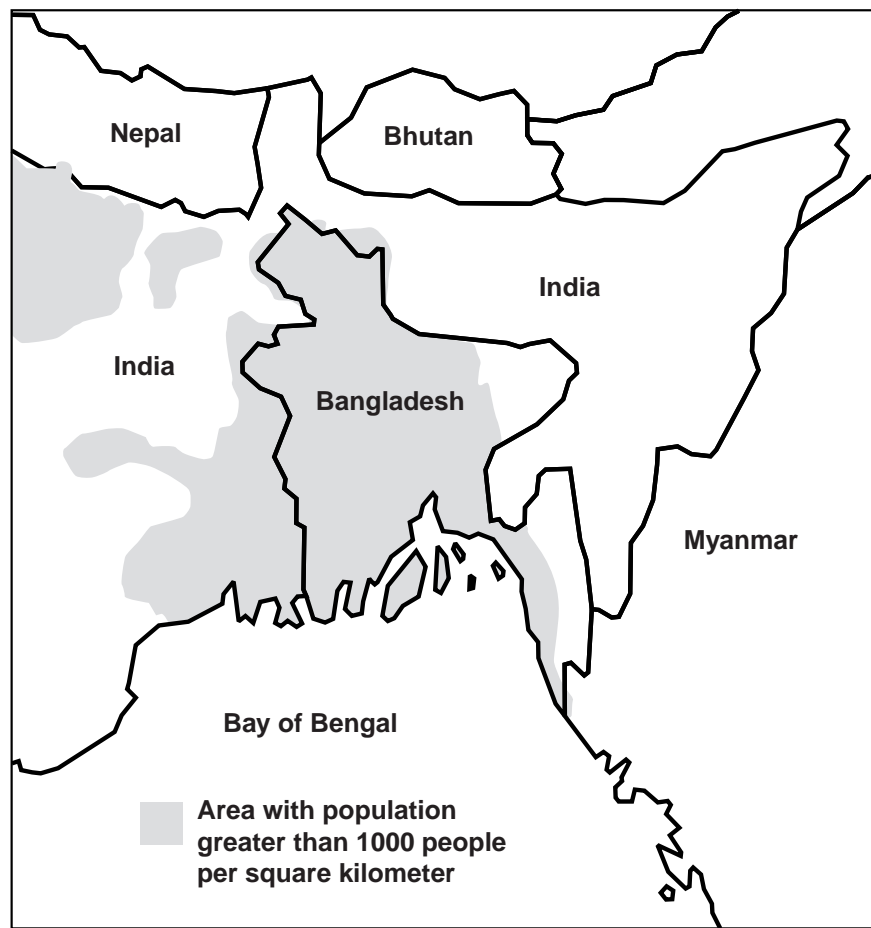 Nepal
Bhutan
India
India
Bangladesh
Myanmar
Bay of Bengal
Area with population
greater than 1000 people
per square kilometer